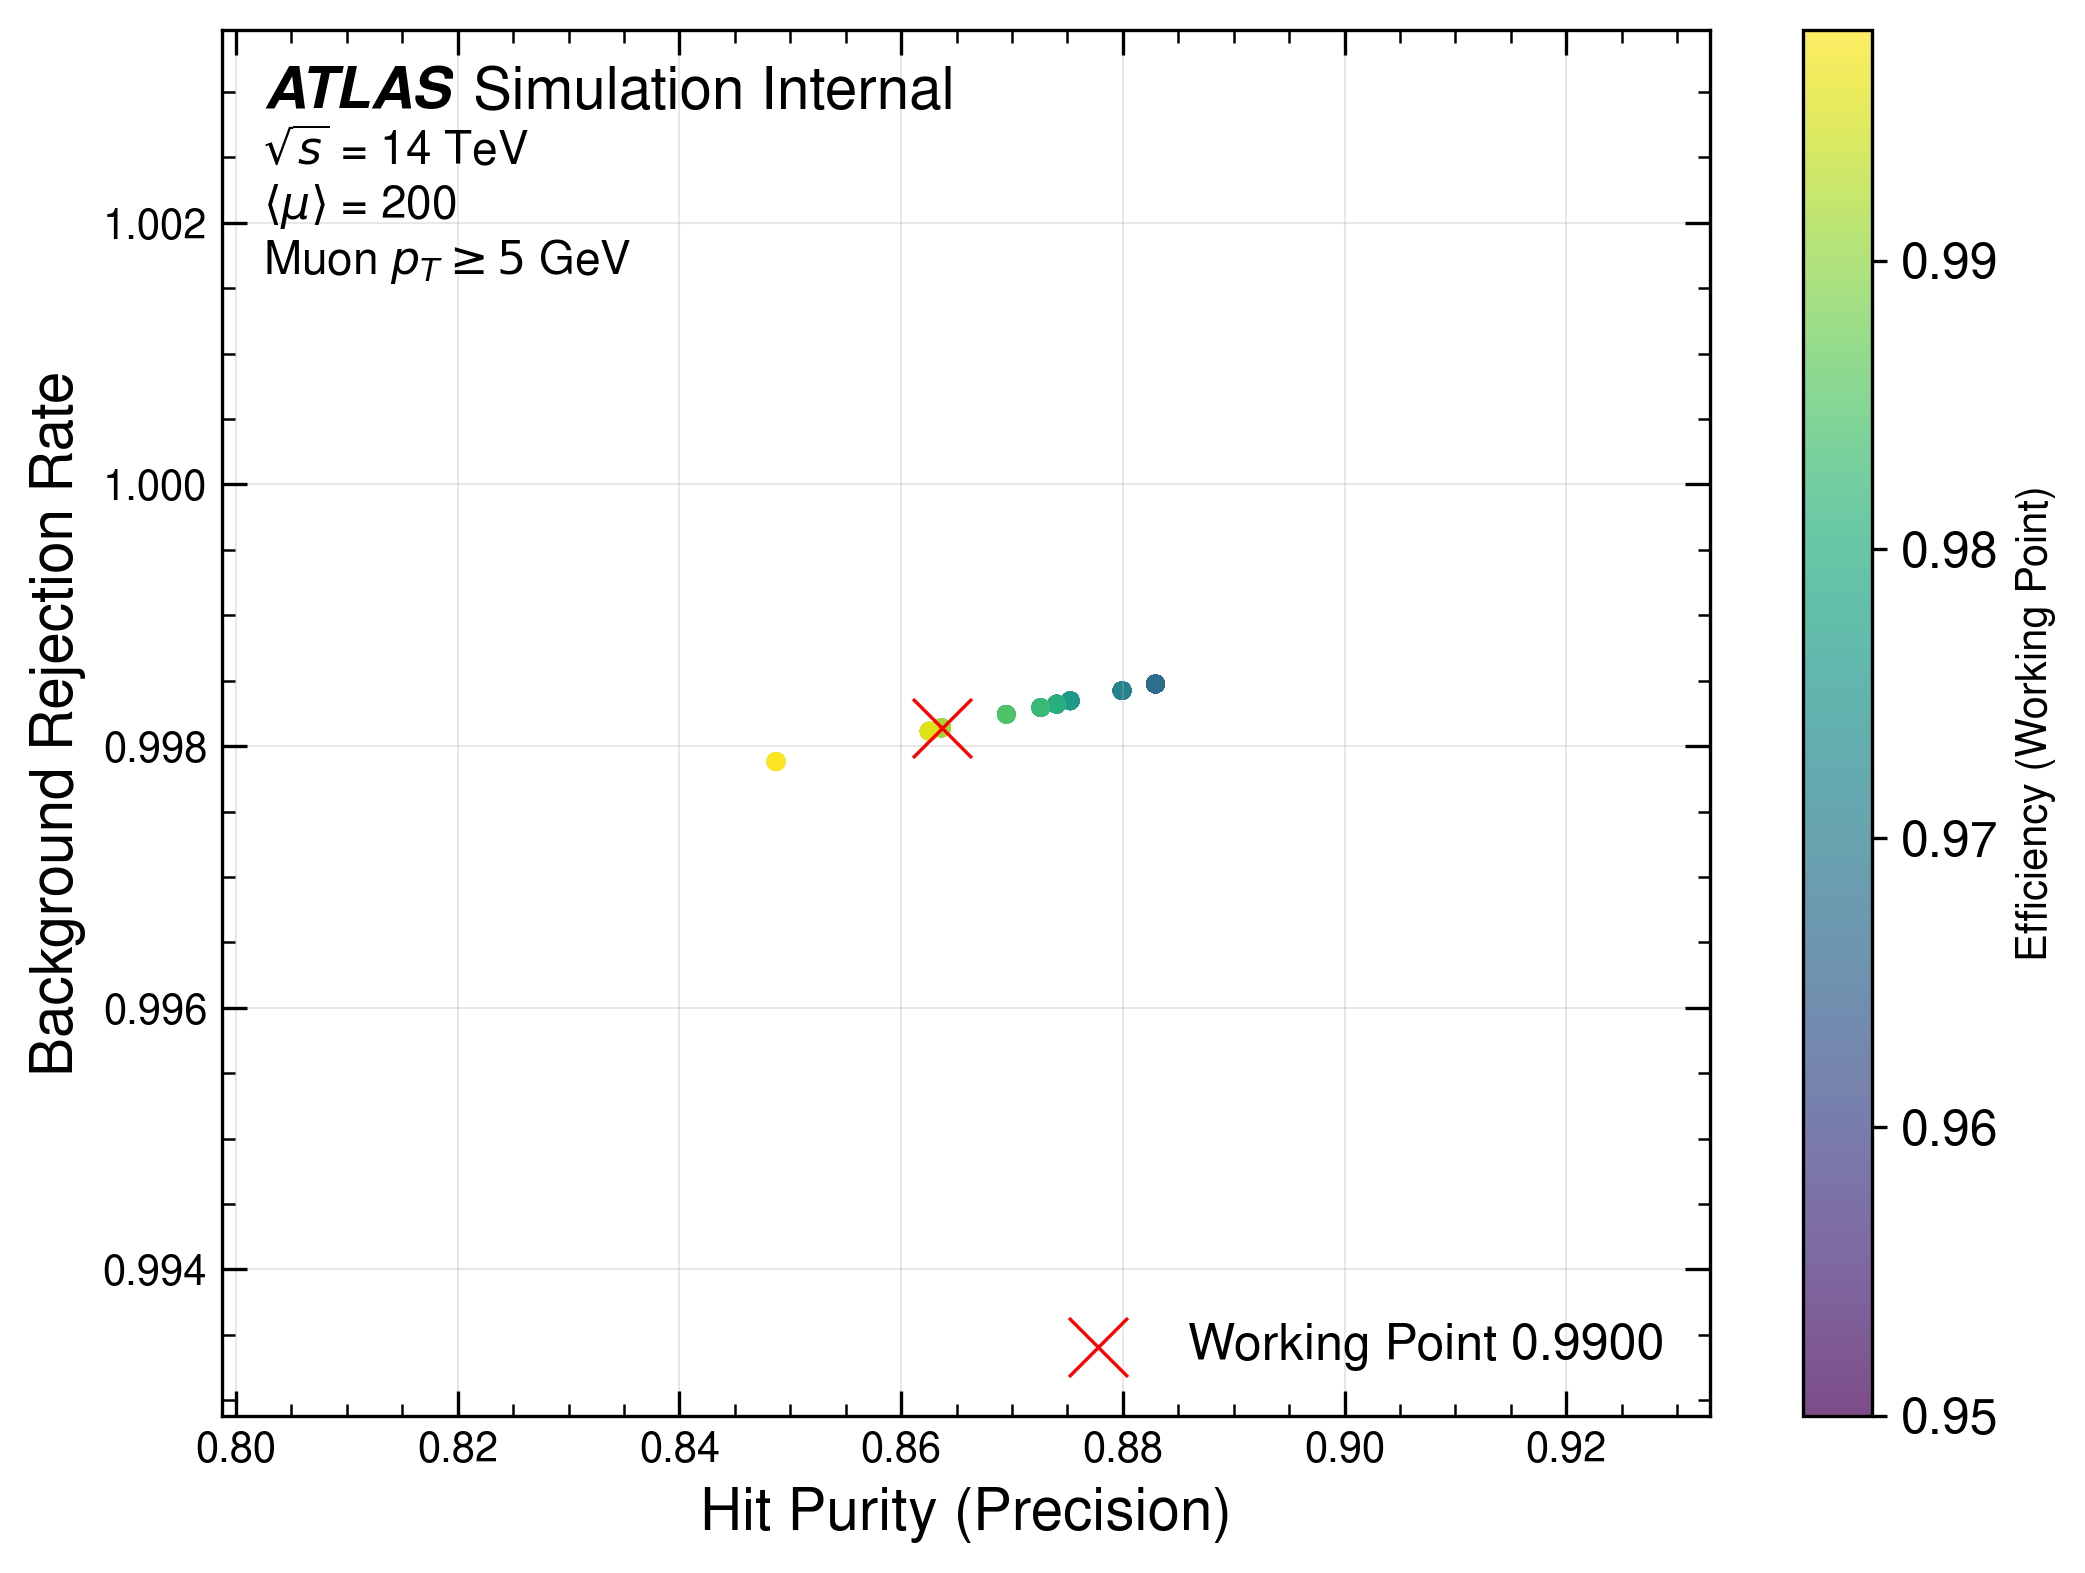 ATLAS Simulation Internal
√s = 14 TeV
⟨μ⟩ = 200
Muon p_T ≥ 5 GeV
Background Rejection Rate
1.002
1.000
0.998
0.996
0.994
Working Point 0.9900
0.80 0.82 0.84 0.86 0.88 0.90 0.92
Hit Purity (Precision)
0.99
0.98
0.97
0.96
0.95
Efficiency (Working Point)